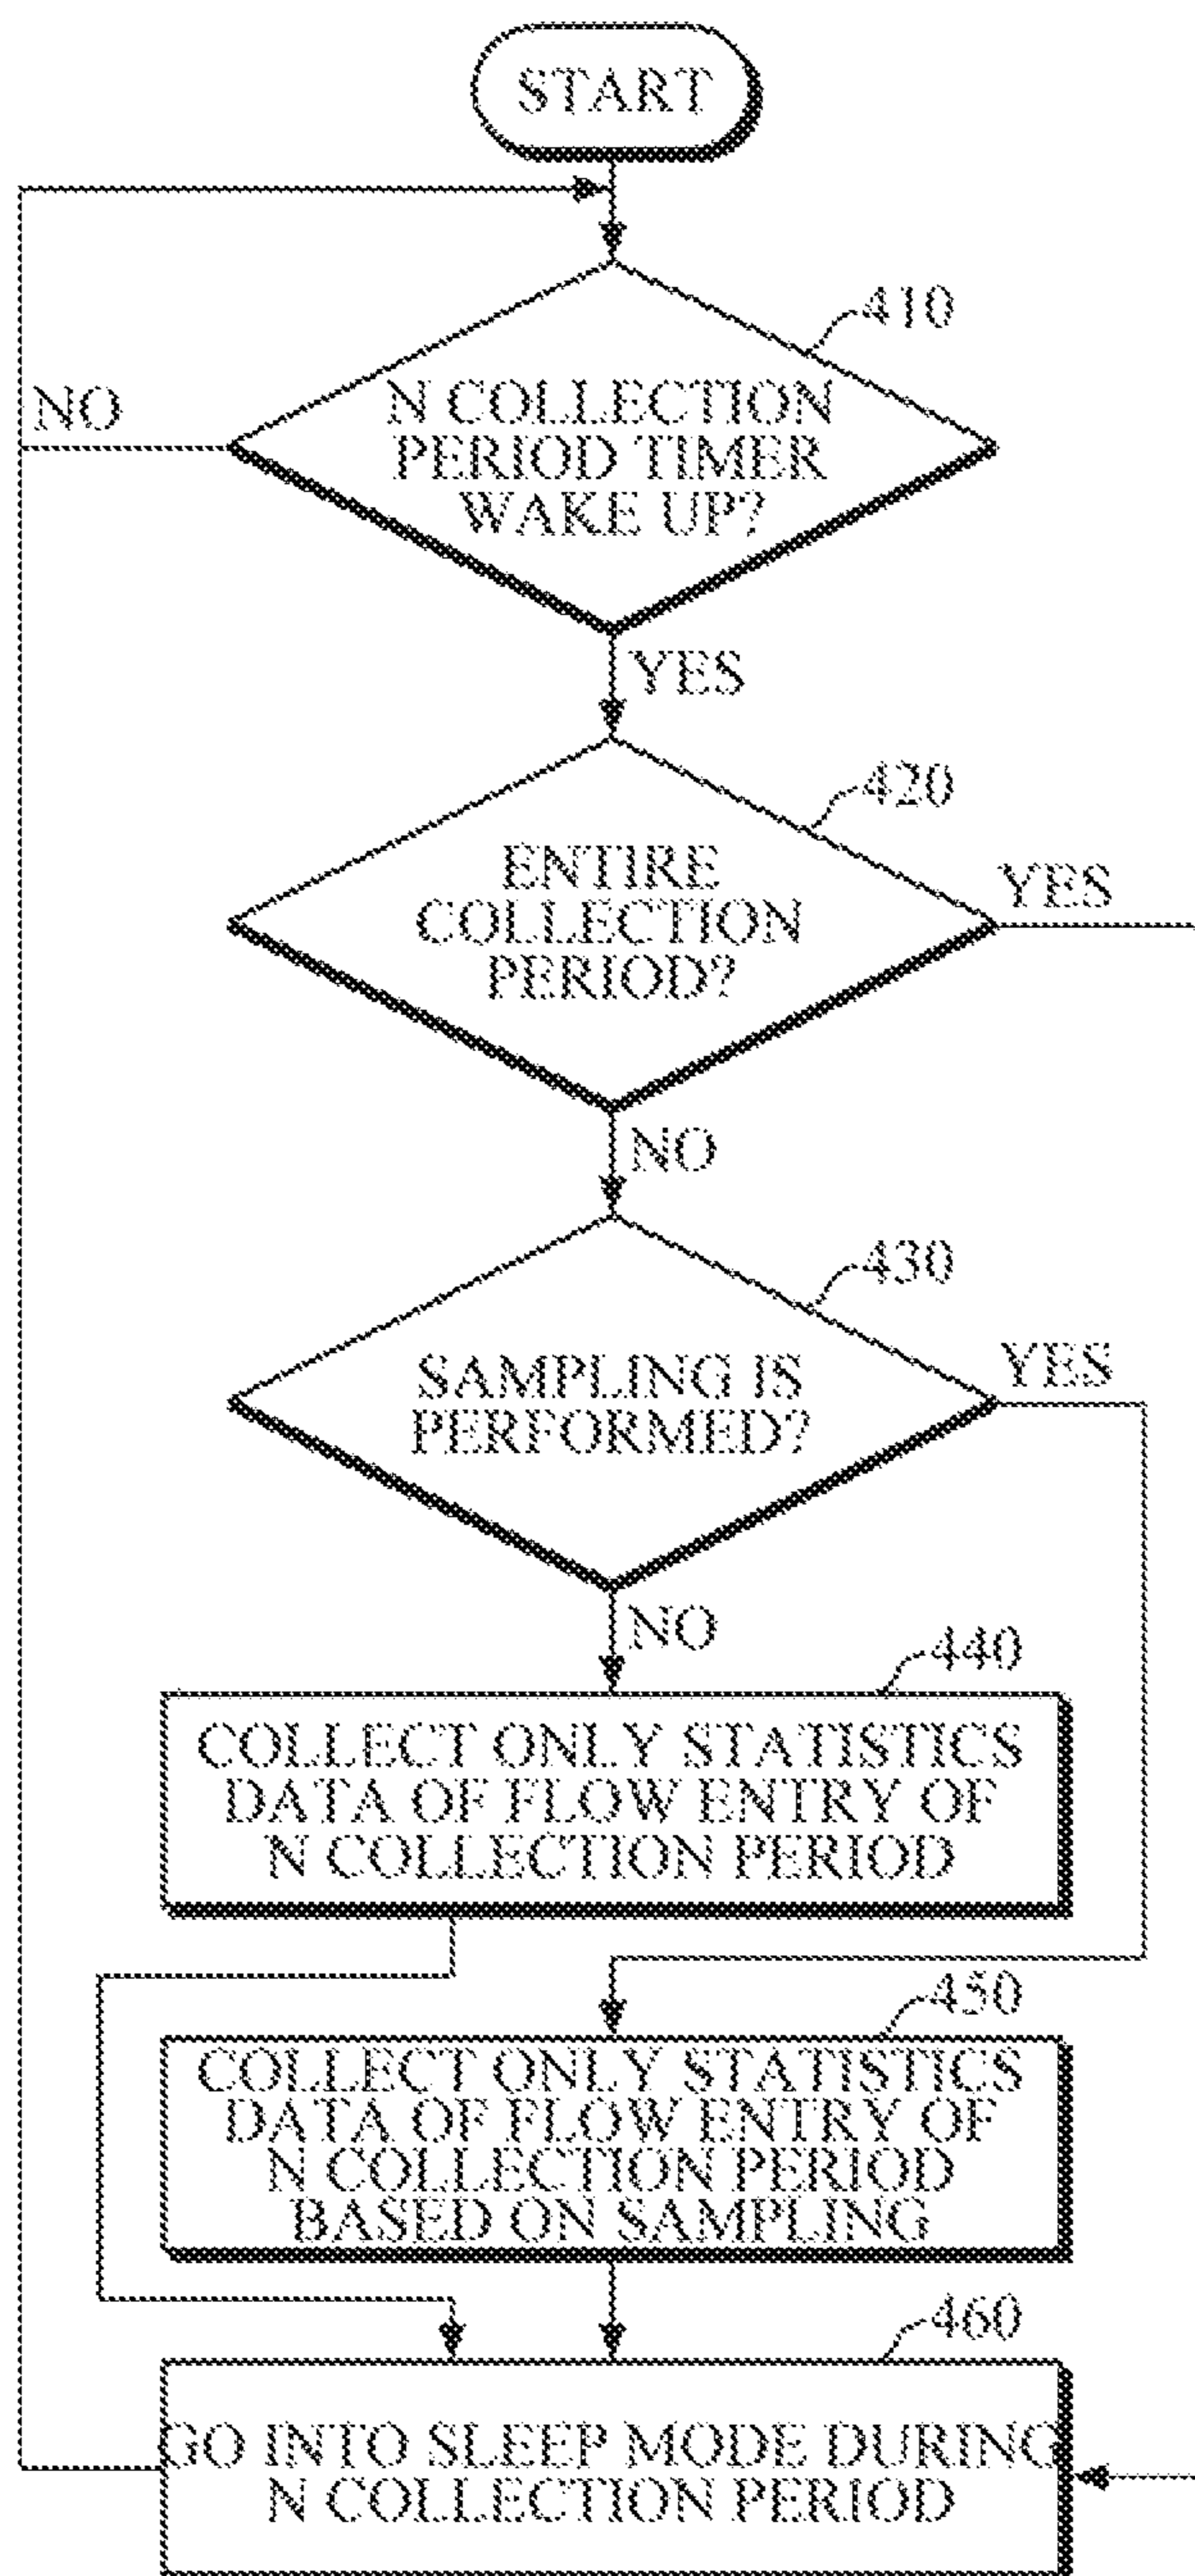 START
410
N COLLECTION
PERIOD TIMER
WAKE UP?
NO
YES
420
ENTIRE
COLLECTION
PERIOD?
YES
NO
430
SAMPLING IS
PERFORMED?
YES
NO
440
COLLECT ONLY STATISTICS
DATA OF FLOW ENTRY OF
N COLLECTION PERIOD
450
COLLECT ONLY STATISTICS
DATA OF FLOW ENTRY OF
N COLLECTION PERIOD
BASED ON SAMPLING
460
GO INTO SLEEP MODE DURING
N COLLECTION PERIOD